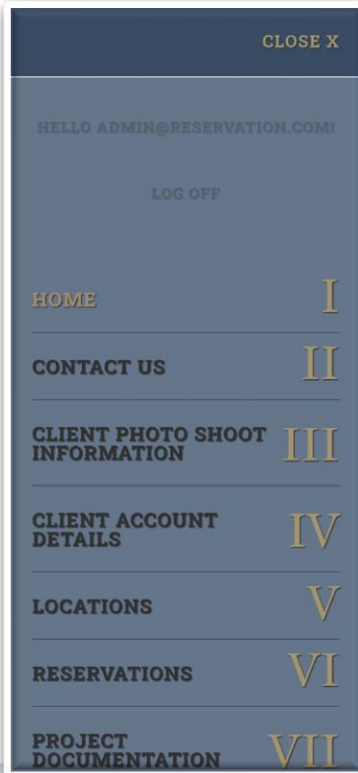 CLOSE X
HELLO ADMIN@RESERVATION.COM!
LOG OFF
HOME I
CONTACT US II
CLIENT PHOTO SHOOT
INFORMATION III
CLIENT ACCOUNT
DETAILS IV
LOCATIONS V
RESERVATIONS VI
PROJECT
DOCUMENTATION VII